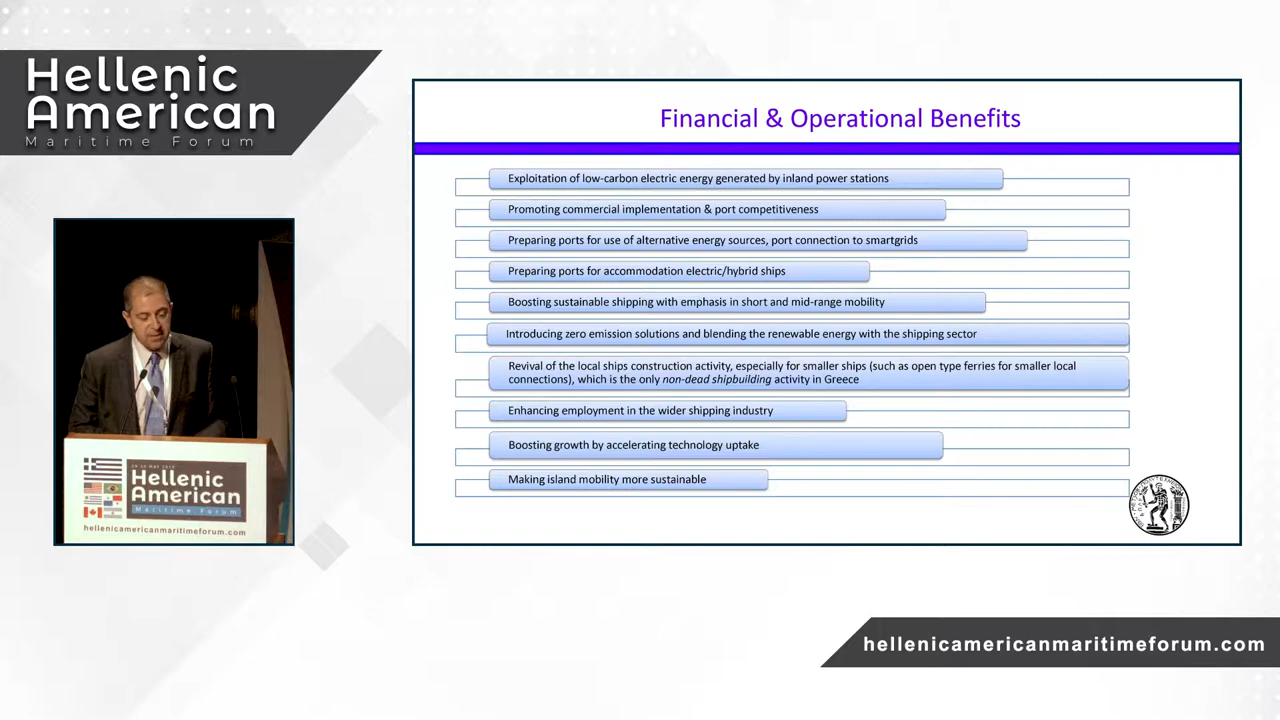 Hellenic
American
Maritime Forum
Financial & Operational Benefits
Exploitation of low-carbon electric energy generated by inland power stations
Promoting commercial implementation & port competitiveness
Preparing ports for use of alternative energy sources, port connection to smartgrids
Preparing ports for accommodation electric/hybrid ships
Boosting sustainable shipping with emphasis in short and mid-range mobility
Introducing zero emission solutions and blending the renewable energy with the shipping sector
Revival of the local ships construction activity, especially for smaller ships (such as open type ferries for smaller local
connections), which is the only non-dead shipbuilding activity in Greece
Enhancing employment in the wider shipping industry
Boosting growth by accelerating technology uptake
Making island mobility more sustainable
Hellenic
American
Maritime Forum
hellenicamericanmaritimeforum.com
hellenicamericanmaritimeforum.com